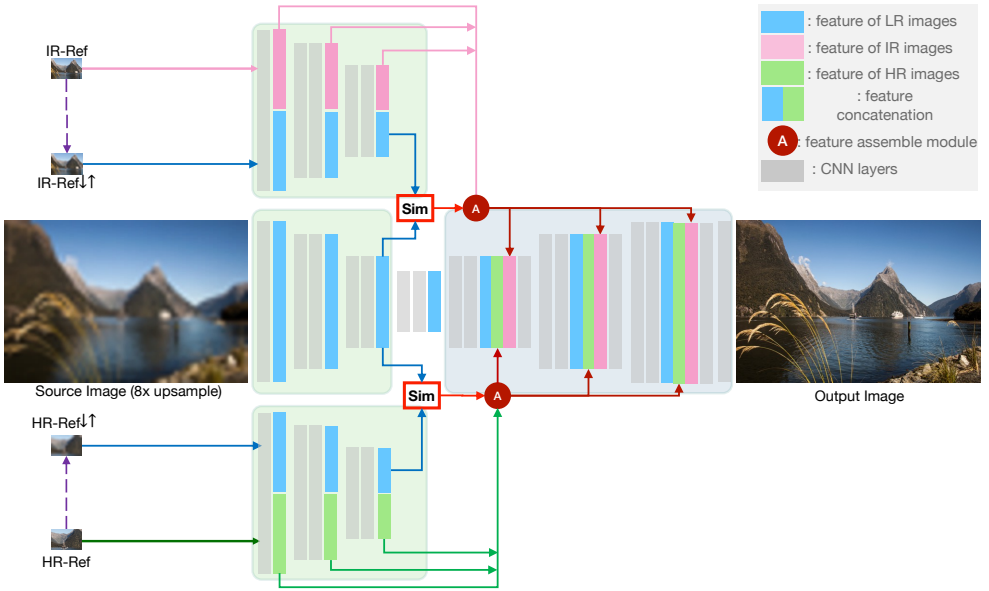 IR-Ref
IR-Ref↓↑
Source Image (8x upsample)
HR-Ref↓↑
HR-Ref
Sim
A
Sim
A
Output Image
: feature of LR images
: feature of IR images
: feature of HR images
: feature
concatenation
A : feature assemble module
: CNN layers